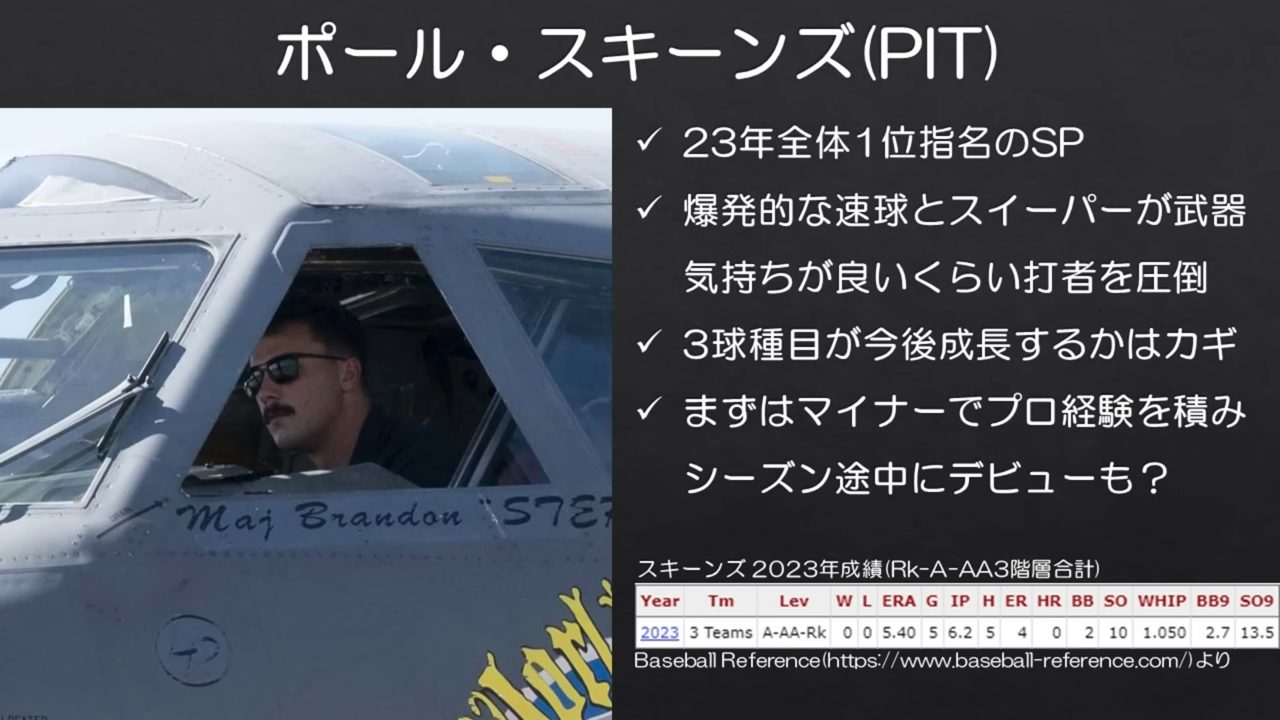 ポール・スキーンズ(PIT)
✓ 23年全体1位指名のSP
✓ 爆発的な速球とスイーパーが武器
気持ちが良いくらい打者を圧倒
✓ 3球種目が今後成長するかはカギ
✓ まずはマイナーでプロ経験を積み
シーズン途中にデビューも？
Maj Brandon "STEF
スキーンズ 2023年成績(Rk-A-AA3階層合計)
Year Tm Lev W L ERA G IP H ER HR BB SO WHIP BB9 SO9
2023 3 Teams A-AA-Rk 0 0 5.40 5 6.2 5 4 0 2 10 1.050 2.7 13.5
Baseball Reference(https://www.baseball-reference.com/)より